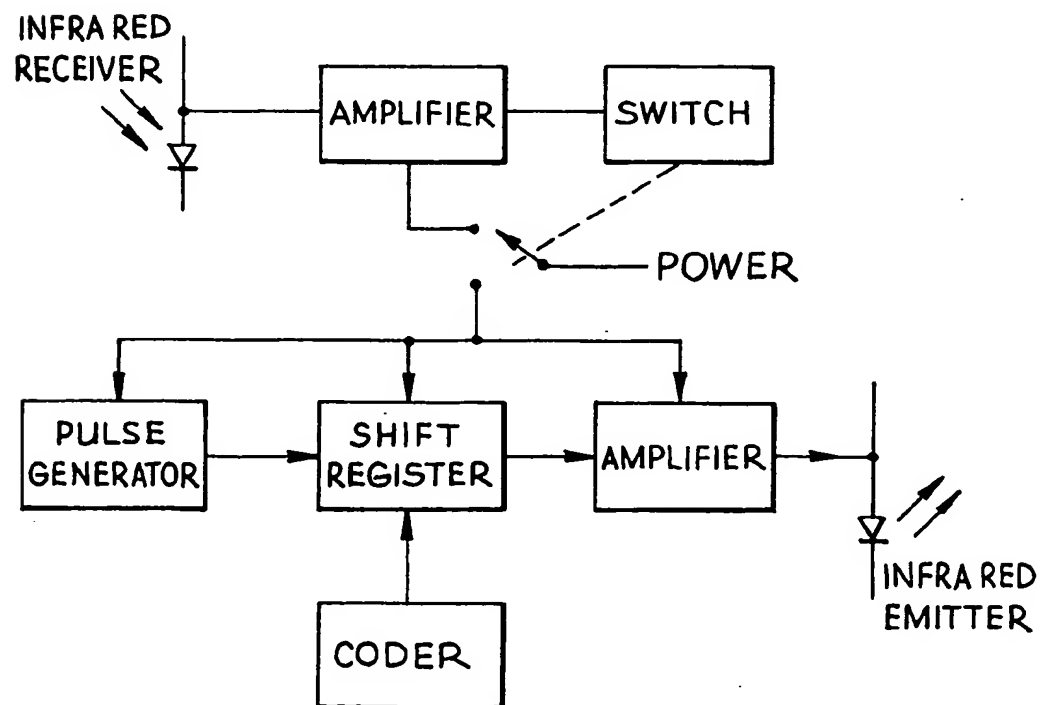 INFRA RED
RECEIVER
AMPLIFIER
SWITCH
POWER
PULSE
GENERATOR
SHIFT
REGISTER
AMPLIFIER
INFRA RED
EMITTER
CODER